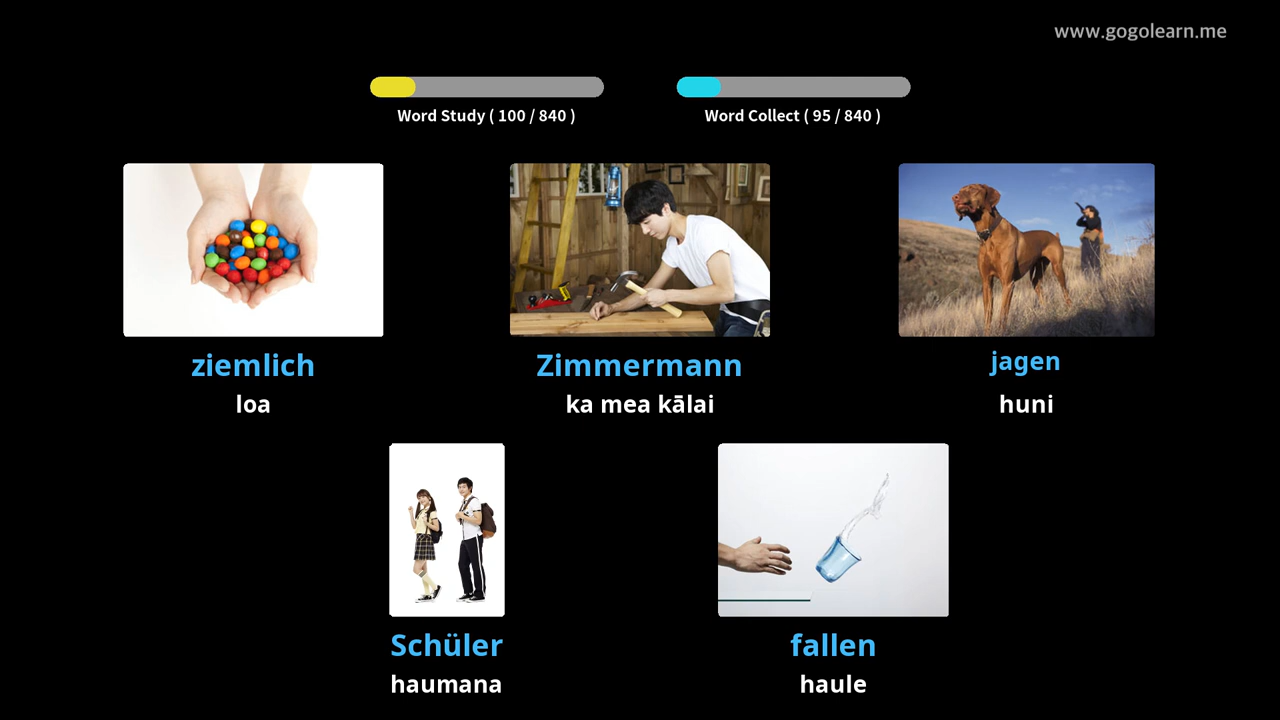 www.gogolearn.me
Word Study ( 100 / 840 )
Word Collect ( 95 / 840 )
ziemlich
loa
Zimmermann
ka mea kālai
jagen
huni
Schüler
haumana
fallen
haule